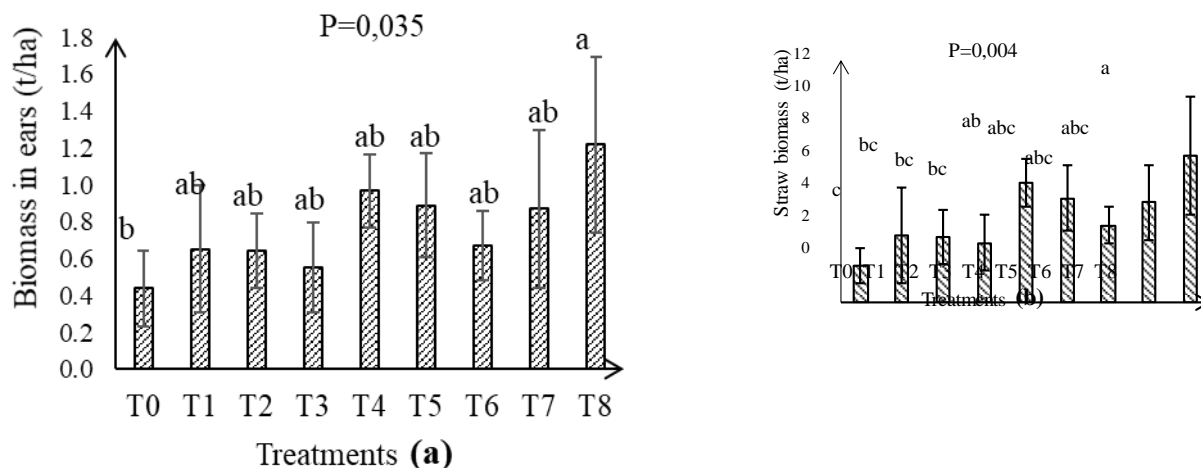 P=0,035
Biomass in ears (t/ha)
1.8
1.6
1.4
1.2
1.0
0.8
0.6
0.4
0.2
0.0
b
ab
ab
ab
ab
ab
ab
ab
a
T0 T1 T2 T3 T4 T5 T6 T7 T8
Treatments (a)
P=0,004
Straw biomass (t/ha)
12
10
8
6
4
2
0
c
bc
bc
bc
ab
abc
abc
abc
a
T0 T1 T2 T3 T4 T5 T6 T7 T8
Treatments (b)